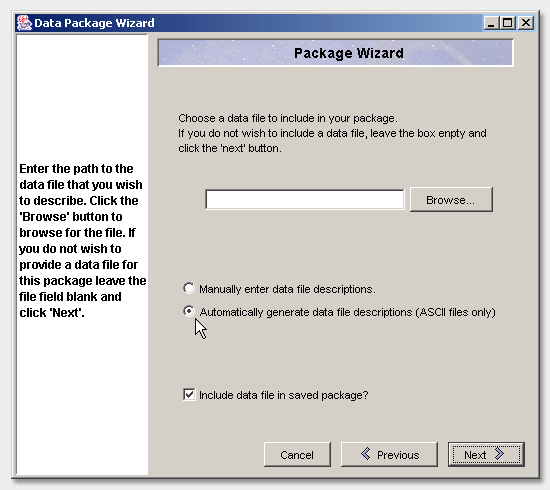 Data Package Wizard
Package Wizard
Enter the path to the
data file that you wish
to describe. Click the
'Browse' button to
browse for the file. If
you do not wish to
provide a data file for
this package leave the
file field blank and
click 'Next'.
Choose a data file to include in your package.
If you do not wish to include a data file, leave the box enpty and
click the 'next' button.
Browse...
Manually enter data file descriptions.
Automatically generate data file descriptions (ASCII files only)
Include data file in saved package?
Cancel
Previous
Next